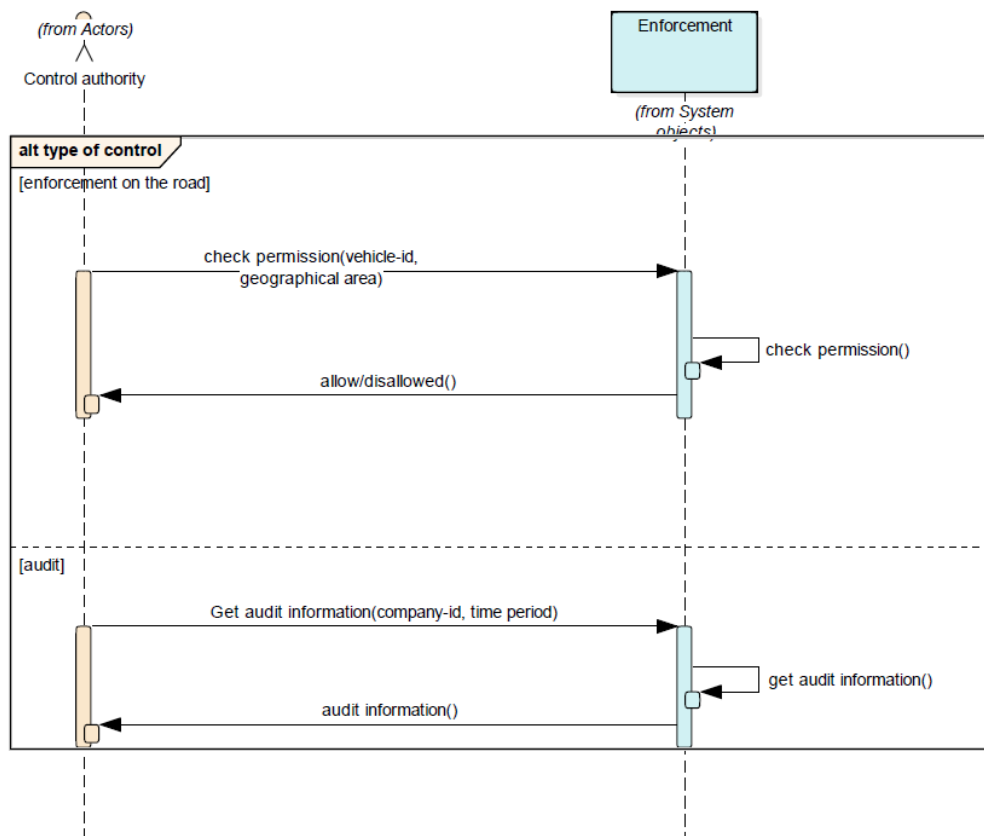 (from Actors)
Control authority
Enforcement
(from System
objects)
alt type of control
[enforcement on the road]
check permission(vehicle-id,
geographical area)
check permission()
allow/disallowed()
[audit]
Get audit information(company-id, time period)
get audit information()
audit information()